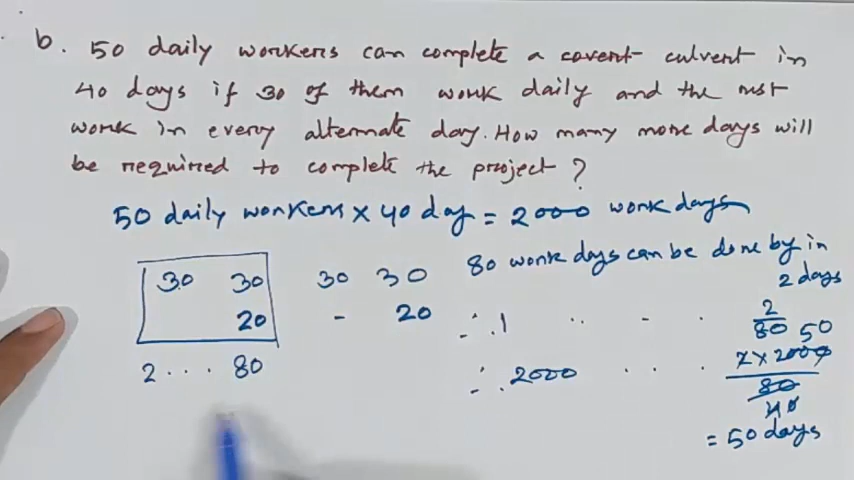 b. 50 daily workers can complete a covent culvert in
40 days if 30 of them work daily and the rest
work in every alternate day. How many more days will
be required to complete the project ?
50 daily workers × 40 day = 2000 work days
80 work days can be done by in
2 days
30 30 30 30
20 - 20
2 . . . 80
∴ 1 .. - . 2/80
∴ 2000 . . . 2 × 2000 / 80
50
40
= 50 days